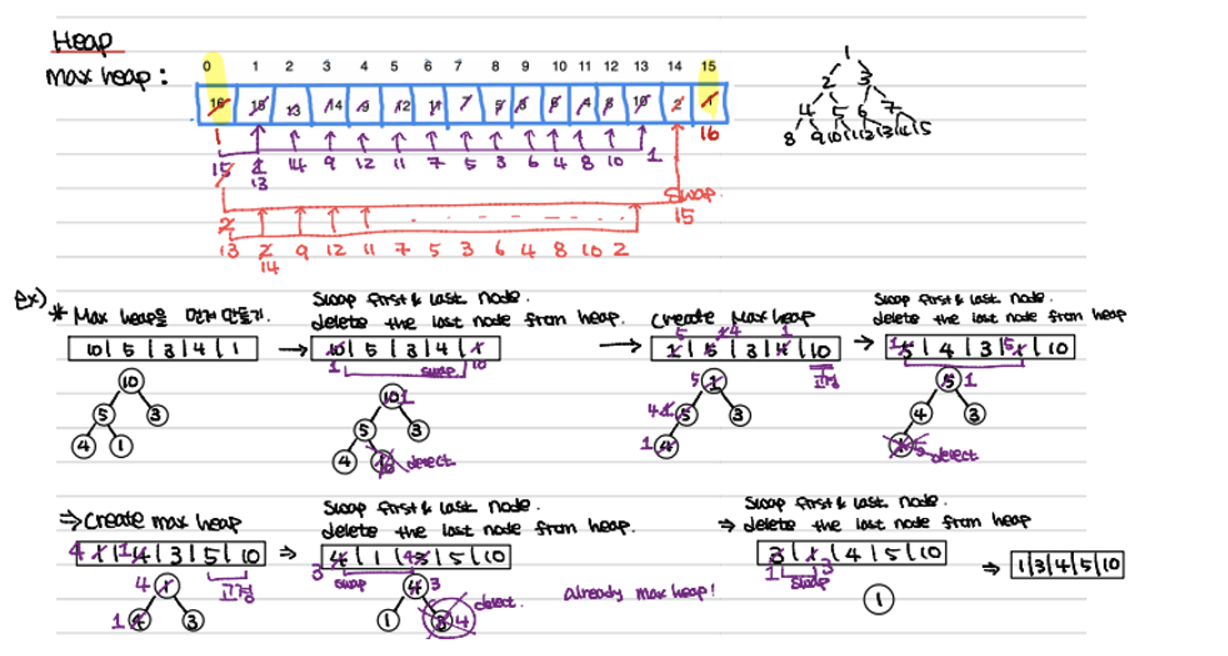 Heap
max heap :
0 1 2 3 4 5 6 7 8 9 10 11 12 13 14 15
16 15 13 14 9 12 11 7 5 3 6 4 8 10 2 1
1 16
15 1 14 9 12 11 7 5 3 6 4 8 10 1
13
swap
2 15
13 2 9 12 11 7 5 3 6 4 8 10 2
14
1
2 3
4 5 6 7
8 9 10 11 12 13 14 15
ex)
* Max heap을 먼저 만들기.
10 | 5 | 3 | 4 | 1
10
5 3
4 1
Swap first & last node.
delete the last node from heap.
10 | 5 | 3 | 4 | 1
1 swap 10
10 1
5 3
4 10 delect
Create Max heap
5 4 1
1 | 5 | 3 | 4 | 10
고정
5 1
4 5 3
1 4
Swap first & last node.
delete the last node from heap
1 5 | 4 | 3 | 5 1 | 10
5 1
4 3
1 5 delect
⇒ Create max heap
4 1 | 1 4 | 3 | 5 | 10
고정
4 1
1 4 3
Swap first & last node.
delete the last node from heap.
4 | 1 | 4 3 | 5 | 10
3 swap
4 3
1 3 4 delect.
Already max heap!
Swap first & last node.
⇒ delete the last node from heap
3 | 1 | 4 | 5 | 10
1 swap 3
1
⇒ 1 | 3 | 4 | 5 | 10